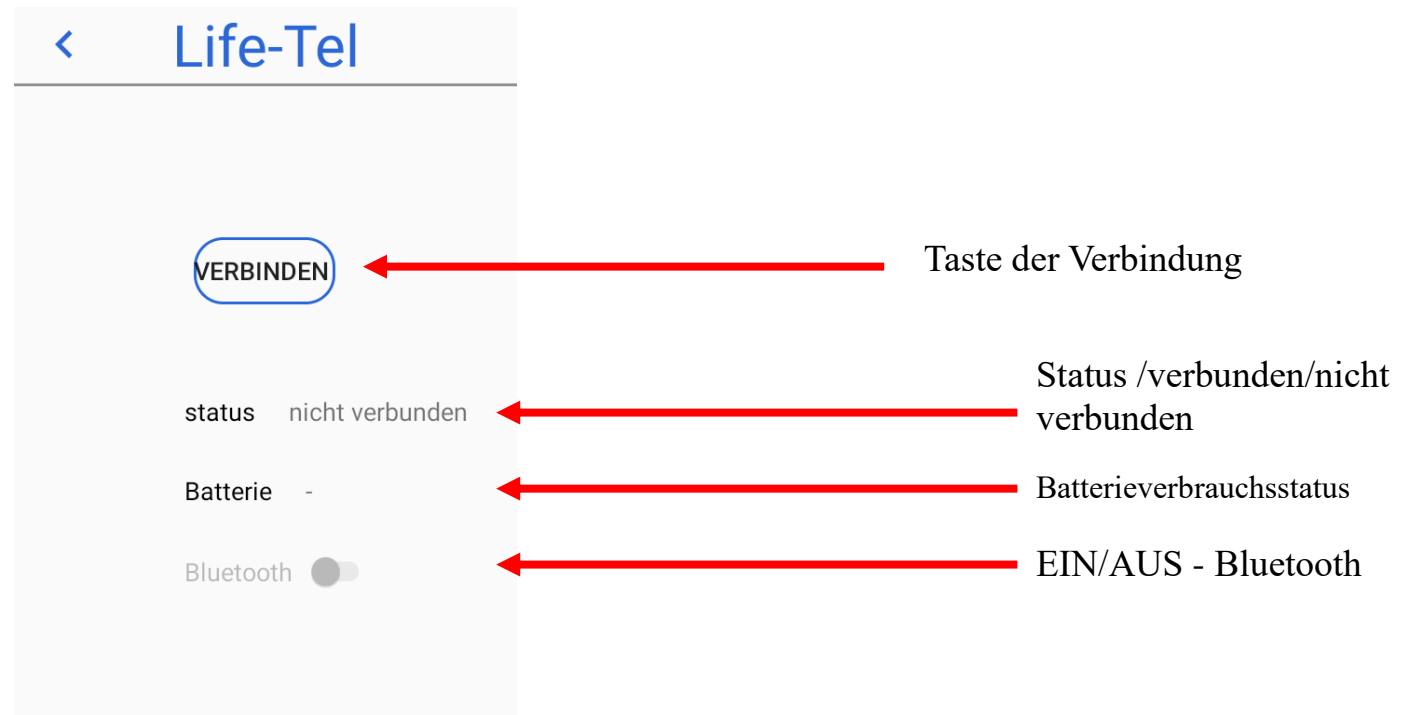 Life-Tel
VERBINDEN
Taste der Verbindung
status nicht verbunden
Status /verbunden/nicht
verbunden
Batterie -
Batterieverbrauchsstatus
Bluetooth
EIN/AUS - Bluetooth